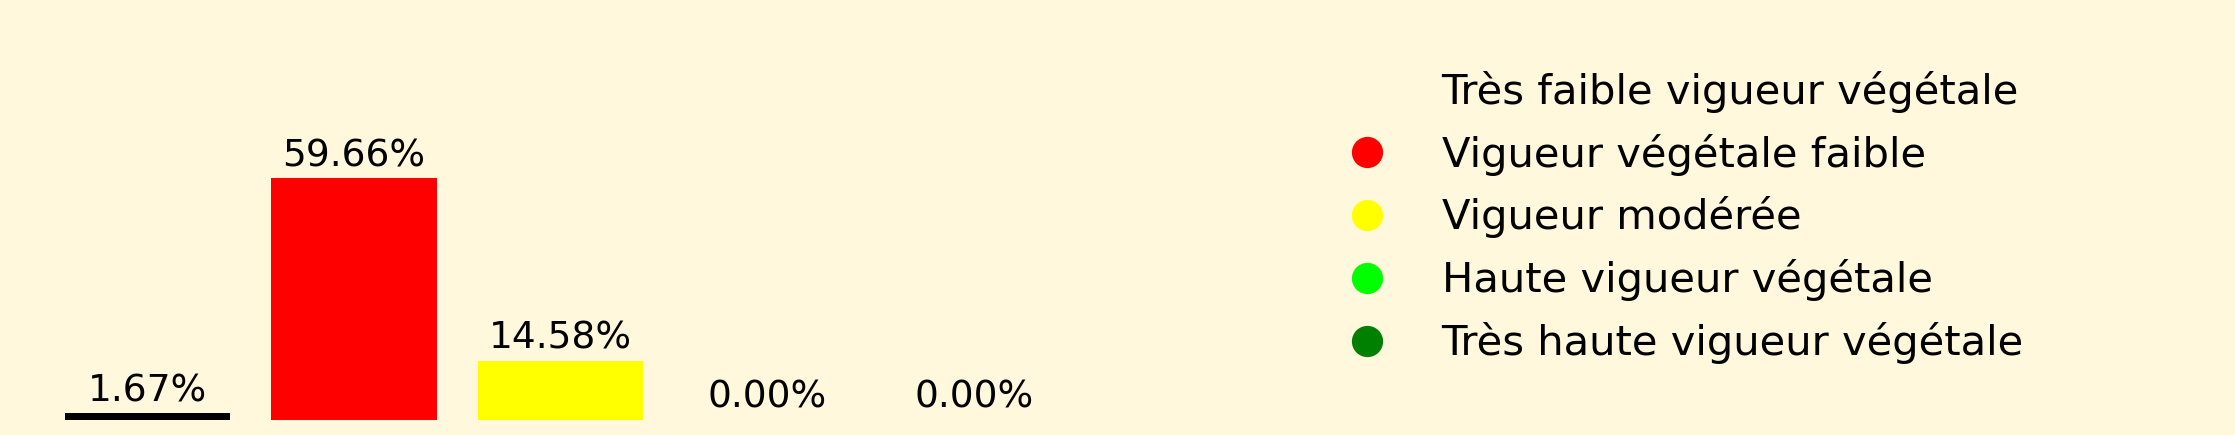 59.66%
14.58%
1.67%
0.00%
0.00%
Très faible vigueur végétale
Vigueur végétale faible
Vigueur modérée
Haute vigueur végétale
Très haute vigueur végétale